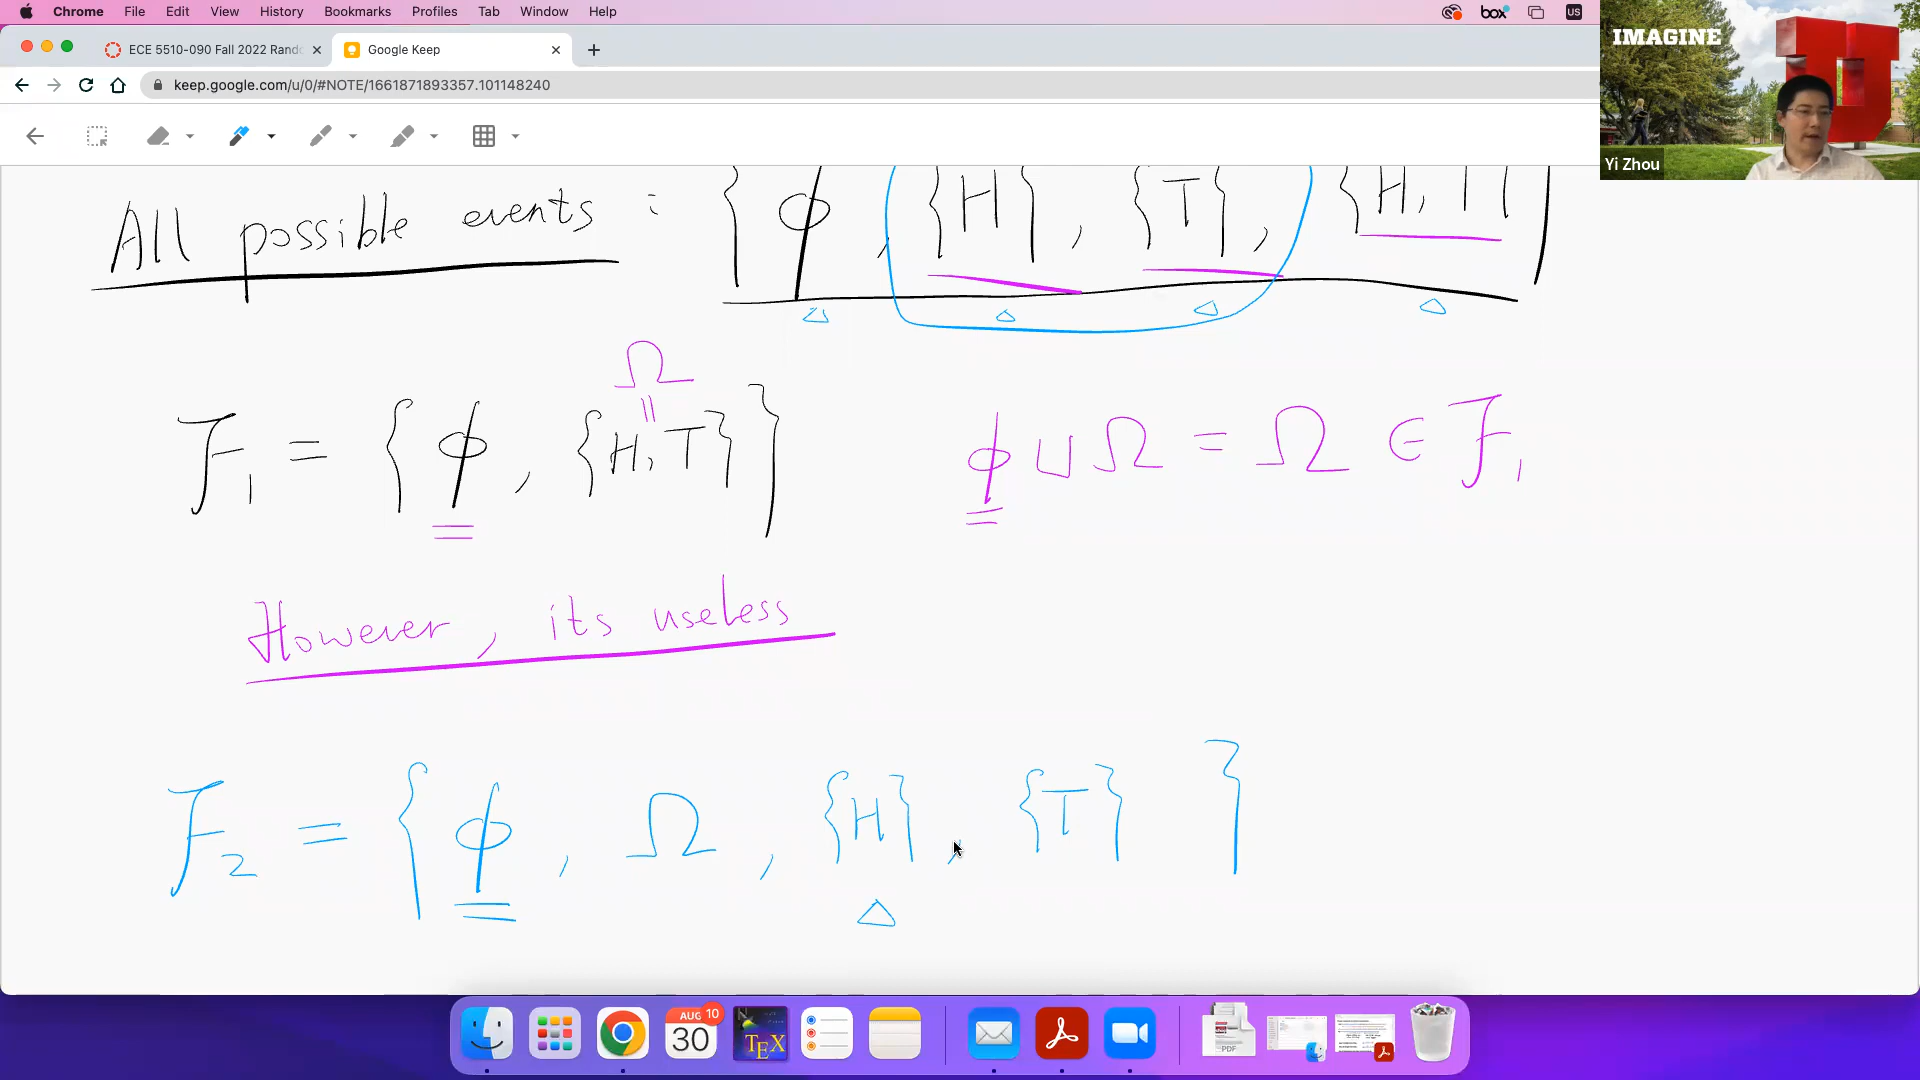 Chrome File Edit View History Bookmarks Profiles Tab Window Help box US
ECE 5510-090 Fall 2022 Rand Google Keep
keep.google.com/u/0/#NOTE/1661871893357.101148240
IMAGINE
Yi Zhou
All possible events : { ϕ , {H} , {T} , {H, T} }
Ω
=
F₁ = { ϕ , {H, T} } ϕ ∪ Ω = Ω ∈ F₁
However, its useless
F₂ = { ϕ , Ω , {H} , {T} }
AUG 10
30
TEX
PDF